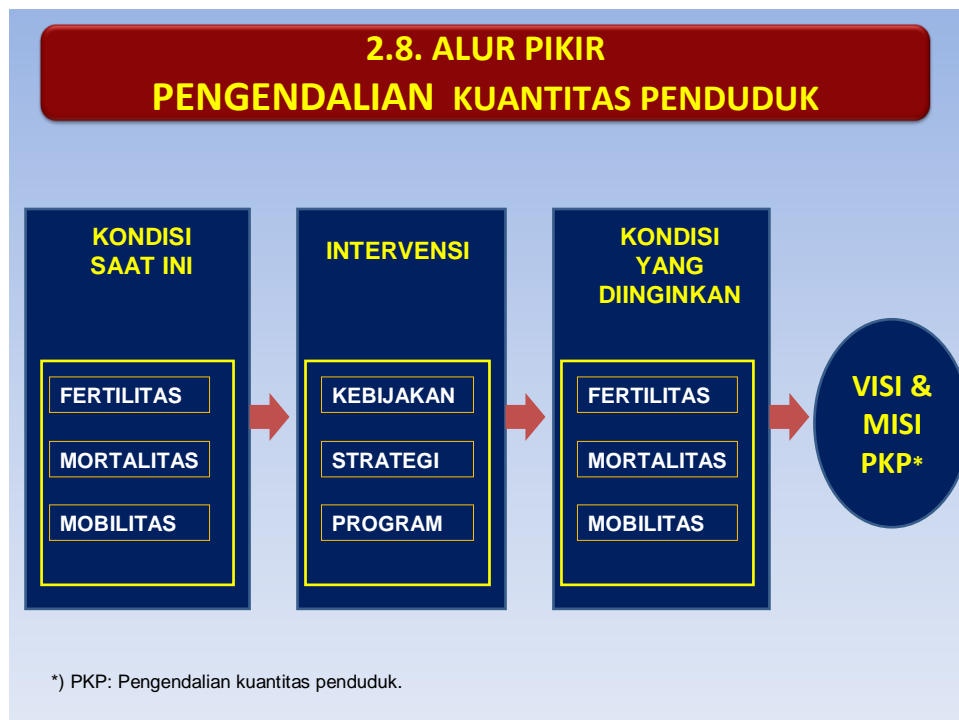 2.8. ALUR PIKIR
PENGENDALIAN KUANTITAS PENDUDUK
KONDISI
SAAT INI
FERTILITAS
MORTALITAS
MOBILITAS
INTERVENSI
KEBIJAKAN
STRATEGI
PROGRAM
KONDISI
YANG
DIINGINKAN
FERTILITAS
MORTALITAS
MOBILITAS
VISI &
MISI
PKP*
*) PKP: Pengendalian kuantitas penduduk.